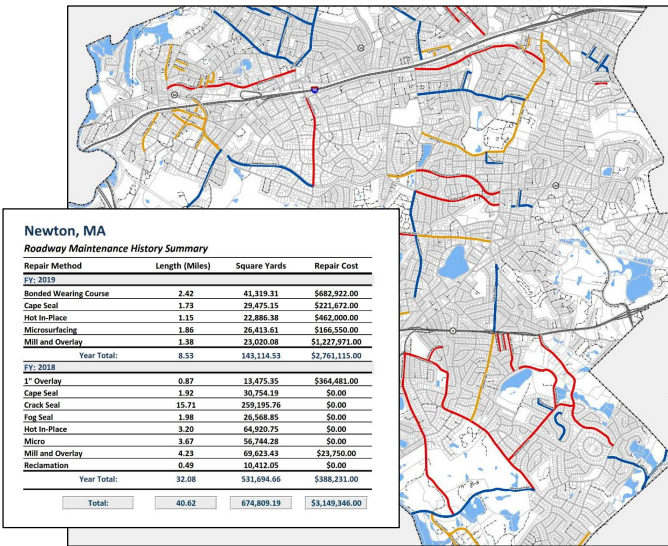 Newton, MA
Roadway Maintenance History Summary
Repair Method Length (Miles) Square Yards Repair Cost
FY: 2019
Bonded Wearing Course 2.42 41,319.31 $682,922.00
Cape Seal 1.73 29,475.15 $221,672.00
Hot In-Place 1.15 22,886.38 $462,000.00
Microsurfacing 1.86 26,413.61 $166,550.00
Mill and Overlay 1.38 23,020.08 $1,227,971.00
Year Total: 8.53 143,114.53 $2,761,115.00
FY: 2018
1" Overlay 0.87 13,475.35 $364,481.00
Cape Seal 1.92 30,754.19 $0.00
Crack Seal 15.71 259,195.76 $0.00
Fog Seal 1.98 26,568.85 $0.00
Hot In-Place 3.20 64,920.75 $0.00
Micro 3.67 56,744.28 $0.00
Mill and Overlay 4.23 69,623.43 $23,750.00
Reclamation 0.49 10,412.05 $0.00
Year Total: 32.08 531,694.66 $388,231.00
Total: 40.62 674,809.19 $3,149,346.00